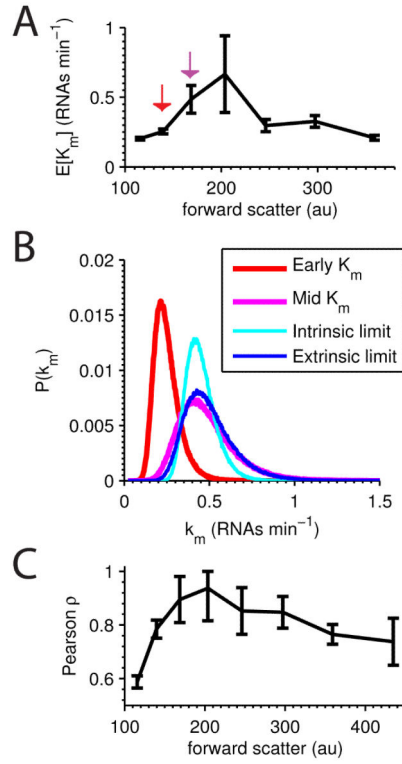 A
E[K_m] (RNAs min⁻¹)
1
0.5
0
100
200
300
forward scatter (au)
B
P(k_m)
0.02
0.015
0.01
0.005
0
Early K_m
Mid K_m
Intrinsic limit
Extrinsic limit
0
0.5
1
1.5
k_m (RNAs min⁻¹)
C
Pearson ρ
1
0.8
0.6
100
200
300
400
forward scatter (au)